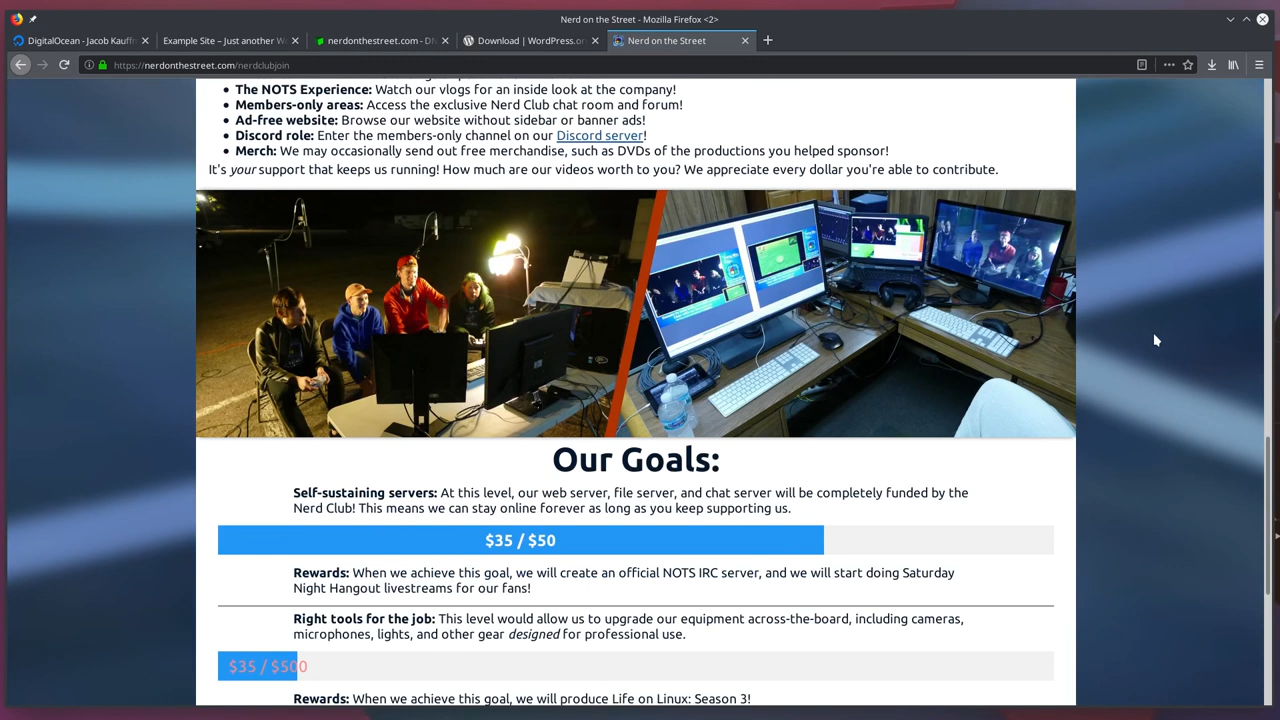 Nerd on the Street - Mozilla Firefox <2>
DigitalOcean - Jacob Kauffm
Example Site – Just another W
nerdonthestreet.com - DN
Download | WordPress.or
Nerd on the Street
https://nerdonthestreet.com/nerdclubjoin
• The NOTS Experience: Watch our vlogs for an inside look at the company!
• Members-only areas: Access the exclusive Nerd Club chat room and forum!
• Ad-free website: Browse our website without sidebar or banner ads!
• Discord role: Enter the members-only channel on our Discord server!
• Merch: We may occasionally send out free merchandise, such as DVDs of the productions you helped sponsor!
It's your support that keeps us running! How much are our videos worth to you? We appreciate every dollar you're able to contribute.
Our Goals:
Self-sustaining servers: At this level, our web server, file server, and chat server will be completely funded by the
Nerd Club! This means we can stay online forever as long as you keep supporting us.
$35 / $50
Rewards: When we achieve this goal, we will create an official NOTS IRC server, and we will start doing Saturday
Night Hangout livestreams for our fans!
Right tools for the job: This level would allow us to upgrade our equipment across-the-board, including cameras,
microphones, lights, and other gear designed for professional use.
$35 / $500
Rewards: When we achieve this goal, we will produce Life on Linux: Season 3!